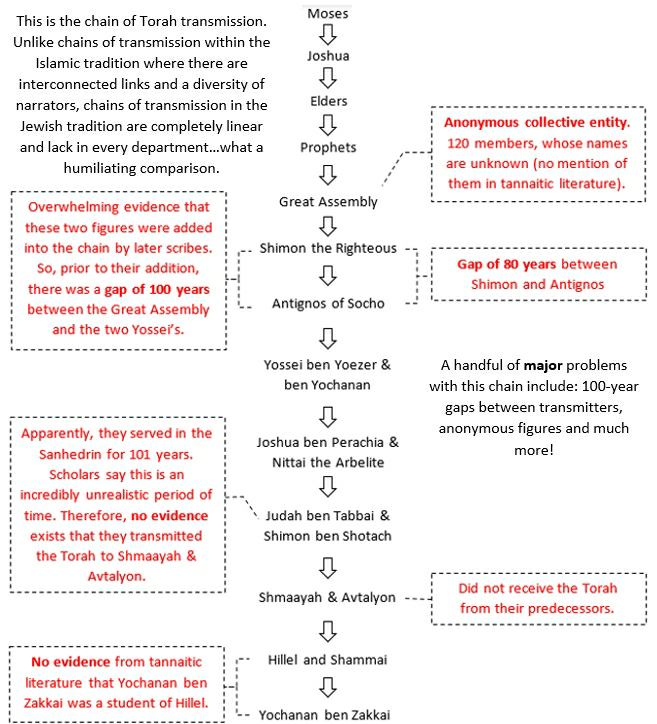 This is the chain of Torah transmission.
Unlike chains of transmission within the
Islamic tradition where there are
interconnected links and a diversity of
narrators, chains of transmission in the
Jewish tradition are completely linear
and lack in every department…what a
humiliating comparison.
Moses
Joshua
Elders
Prophets
Great Assembly
Anonymous collective entity.
120 members, whose names
are unknown (no mention of
them in tannaitic literature).
Overwhelming evidence that
these two figures were added
into the chain by later scribes.
So, prior to their addition,
there was a gap of 100 years
between the Great Assembly
and the two Yossei's.
Shimon the Righteous
Antignos of Socho
Gap of 80 years between
Shimon and Antignos
Yossei ben Yoezer &
ben Yochanan
A handful of major problems
with this chain include: 100-year
gaps between transmitters,
anonymous figures and much
more!
Joshua ben Perachia &
Nittai the Arbelite
Apparently, they served in the
Sanhedrin for 101 years.
Scholars say this is an
incredibly unrealistic period of
time. Therefore, no evidence
exists that they transmitted
the Torah to Shmaayah &
Avtalyon.
Judah ben Tabbai &
Shimon ben Shotach
Shmaayah & Avtalyon
Did not receive the Torah
from their predecessors.
Hillel and Shammai
No evidence from tannaitic
literature that Yochanan ben
Zakkai was a student of Hillel.
Yochanan ben Zakkai